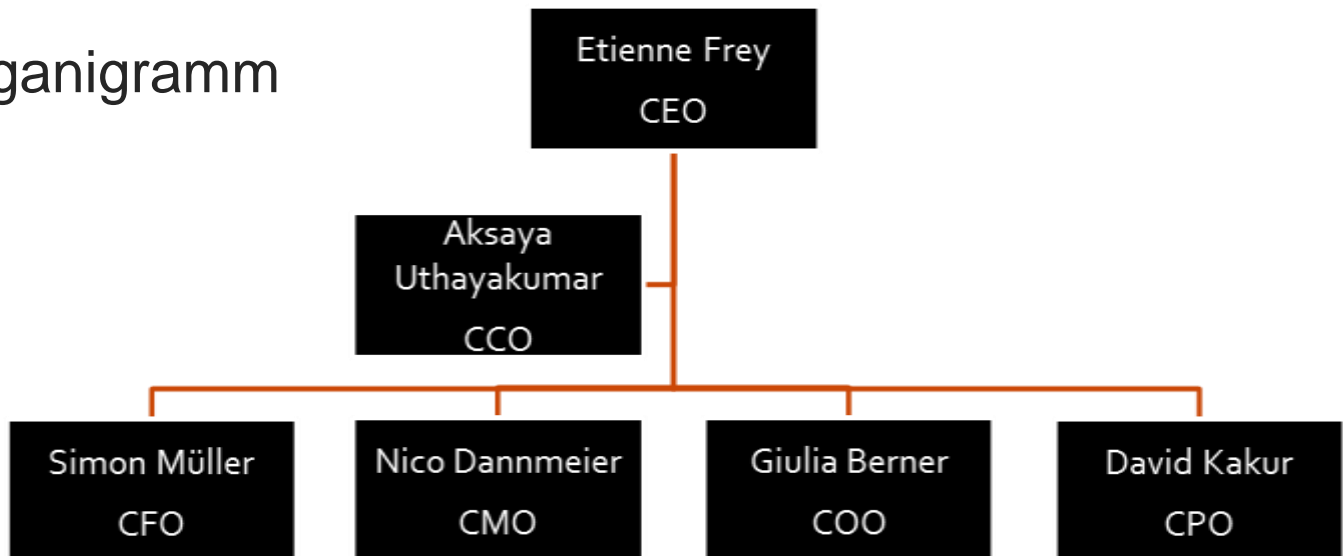 ganigramm
Etienne Frey
CEO
Aksaya
Uthayakumar
CCO
Simon Müller
CFO
Nico Dannmeier
CMO
Giulia Berner
COO
David Kakur
CPO